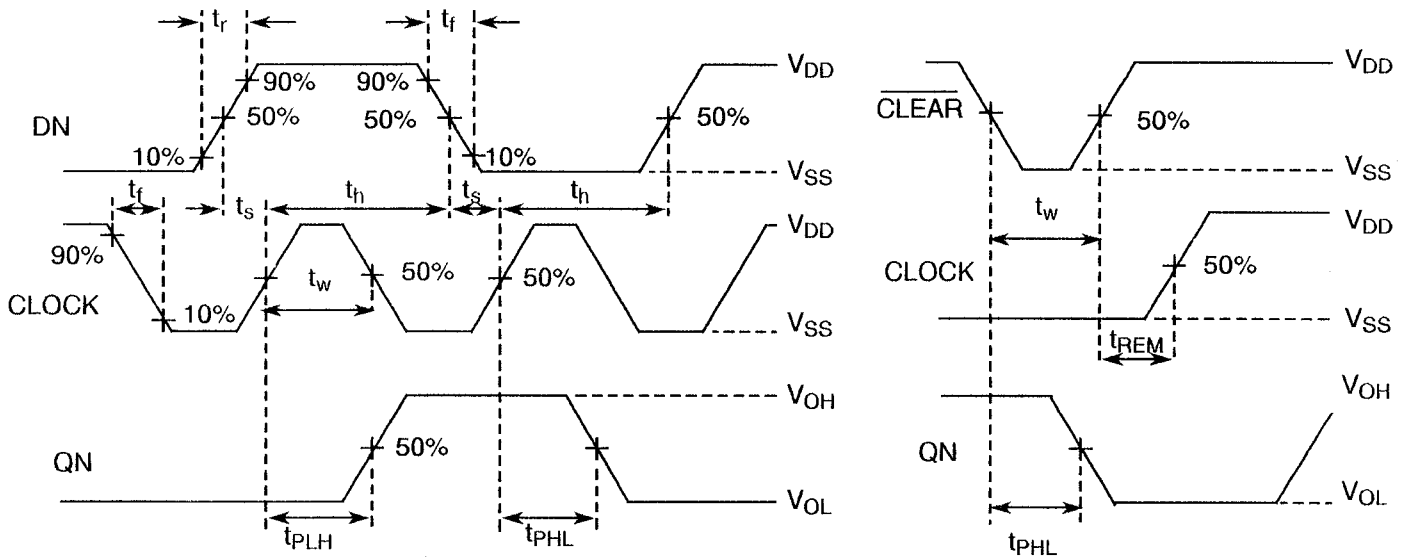 tr
tf
VDD
90%
90%
DN
50%
50%
50%
10%
10%
VSS
tf
ts
th
ts
th
VDD
90%
tw
50%
50%
CLOCK
10%
VSS
VOH
QN
50%
VOL
tPLH
tPHL
VDD
CLEAR
50%
VSS
tw
VDD
CLOCK
50%
VSS
tREM
VOH
QN
VOL
tPHL